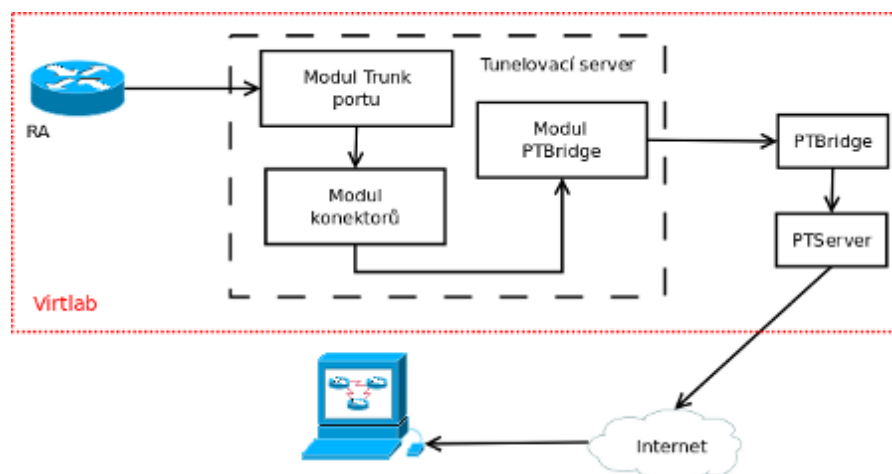 Modul Trunk
portu
Tunelovací server
RA
Modul
PTBridge
PTBridge
Modul
konektorů
PTServer
Virtlab
Internet